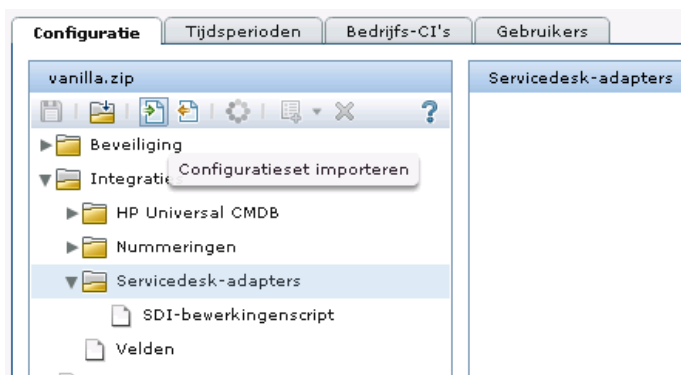 Configuratie Tijdsperioden Bedrijfs-CI's Gebruikers
vanilla.zip Servicedesk-adapters
?
Beveiliging
Integraties
Configuratieset importeren
HP Universal CMDB
Nummeringen
Servicedesk-adapters
SDI-bewerkingenscript
Velden